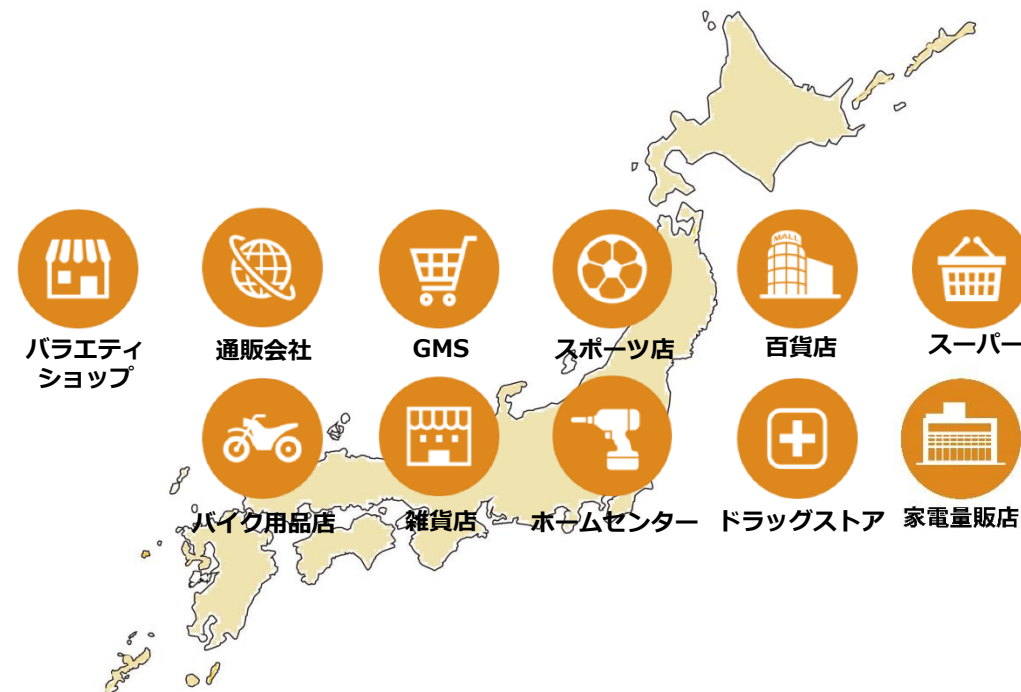 MALL
バラエティ
ショップ
通販会社
GMS
スポーツ店
百貨店
スーパー
バイク用品店
雑貨店
ホームセンター
ドラッグストア
家電量販店